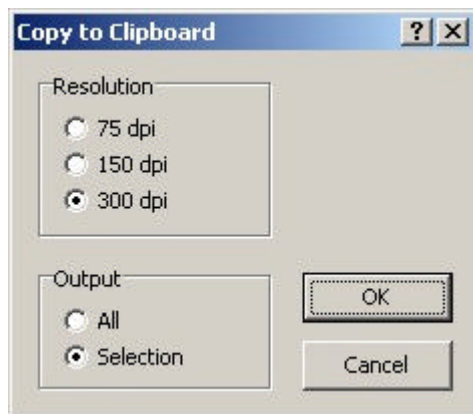 Copy to Clipboard
Resolution
75 dpi
150 dpi
300 dpi
Output
All
Selection
OK
Cancel